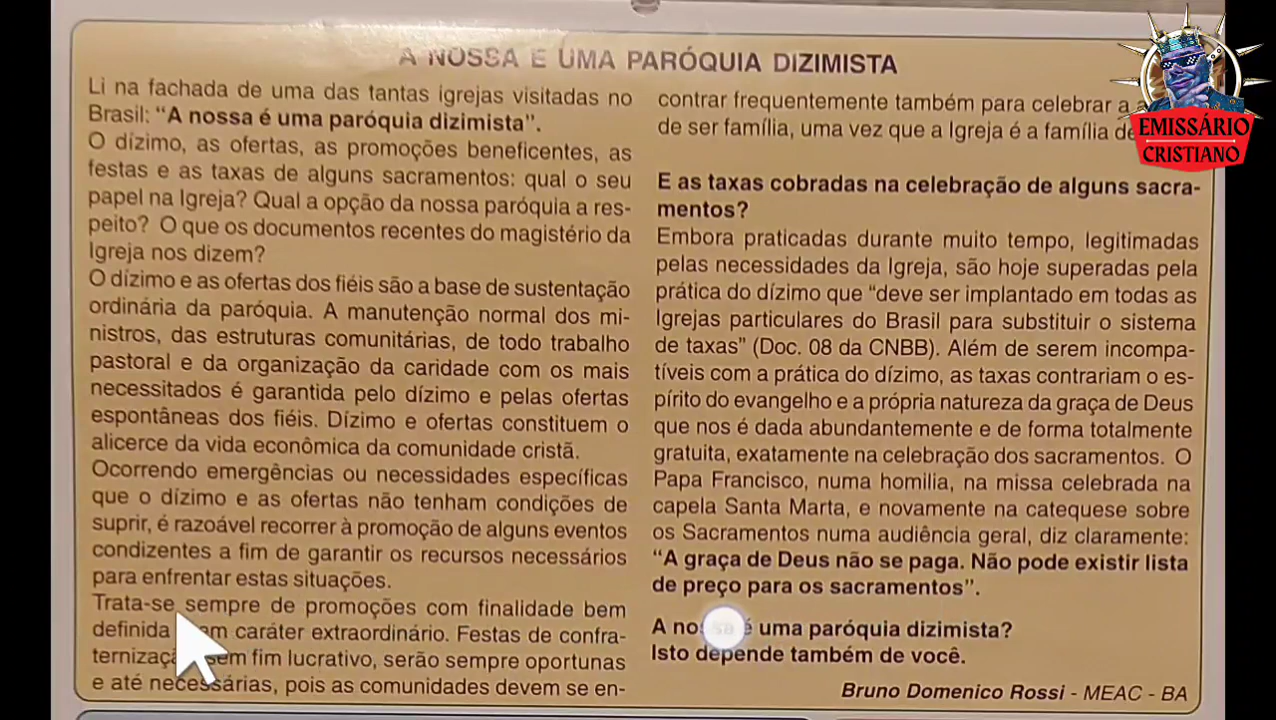 A NOSSA É UMA PARÓQUIA DIZIMISTA
Li na fachada de uma das tantas igrejas visitadas no
Brasil: “A nossa é uma paróquia dizimista”.
O dízimo, as ofertas, as promoções beneficentes, as
festas e as taxas de alguns sacramentos: qual o seu
papel na Igreja? Qual a opção da nossa paróquia a res-
peito? O que os documentos recentes do magistério da
Igreja nos dizem?
O dízimo e as ofertas dos fiéis são a base de sustentação
ordinária da paróquia. A manutenção normal dos mi-
nistros, das estruturas comunitárias, de todo trabalho
pastoral e da organização da caridade com os mais
necessitados é garantida pelo dízimo e pelas ofertas
espontâneas dos fiéis. Dízimo e ofertas constituem o
alicerce da vida econômica da comunidade cristã.
Ocorrendo emergências ou necessidades específicas
que o dízimo e as ofertas não tenham condições de
suprir, é razoável recorrer à promoção de alguns eventos
condizentes a fim de garantir os recursos necessários
para enfrentar estas situações.
Trata-se sempre de promoções com finalidade bem
definida caráter extraordinário. Festas de confra-
sem fim lucrativo, serão sempre oportunas
e até necessárias, pois as comunidades devem se en-
contrar frequentemente também para celebrar a
de ser família, uma vez que a Igreja é a família
E as taxas cobradas na celebração de alguns sacra-
mentos?
Embora praticadas durante muito tempo, legitimadas
pelas necessidades da Igreja, são hoje superadas pela
prática do dízimo que “deve ser implantado em todas as
Igrejas particulares do Brasil para substituir o sistema
de taxas” (Doc. 08 da CNBB). Além de serem incompa-
tíveis com a prática do dízimo, as taxas contrariam o es-
pírito do evangelho e a própria natureza da graça de Deus
que nos é dada abundantemente e de forma totalmente
gratuita, exatamente na celebração dos sacramentos. O
Papa Francisco, numa homilia, na missa celebrada na
capela Santa Marta, e novamente na catequese sobre
os Sacramentos numa audiência geral, diz claramente:
“A graça de Deus não se paga. Não pode existir lista
de preço para os sacramentos”.
A nossa é uma paróquia dizimista?
Isto depende também de você.
Bruno Domenico Rossi - MEAC - BA
EMISSÁRIO
CRISTIANO